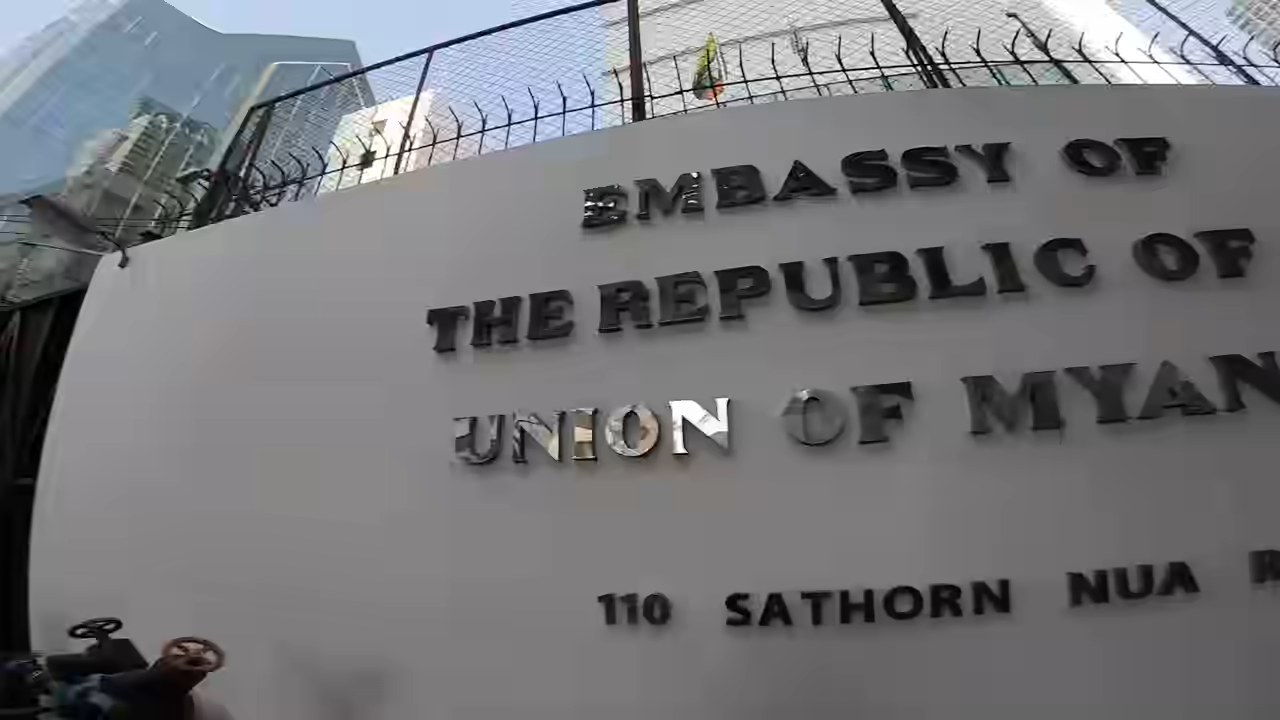 EMBASSY OF
THE REPUBLIC OF
UNION OF MYAN
110 SATHORN NUA R